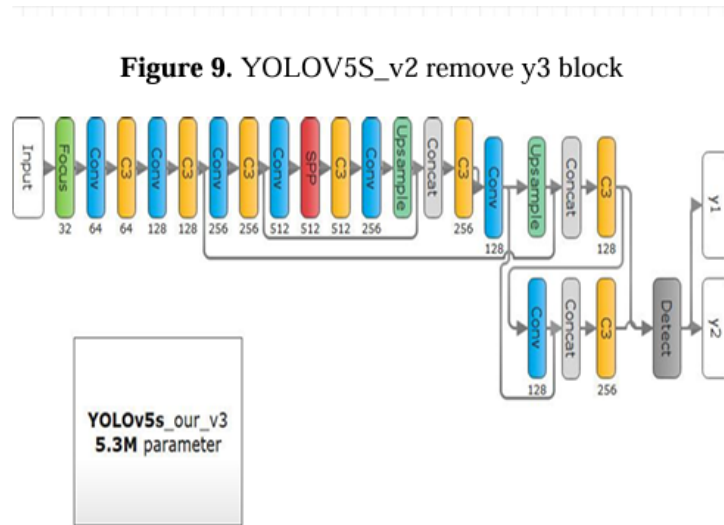 Figure 9. YOLOV5S_v2 remove y3 block
Input
Focus
Conv
C3
Conv
C3
Conv
C3
Conv
SPP
C3
Conv
Upsample
Concat
C3
Conv
Upsample
Concat
C3
y1
32
64
64
128
128
256
256
512
512
512
256
256
128
128
Conv
Concat
C3
Detect
y2
128
256
YOLOv5s_our_v3
5.3M parameter